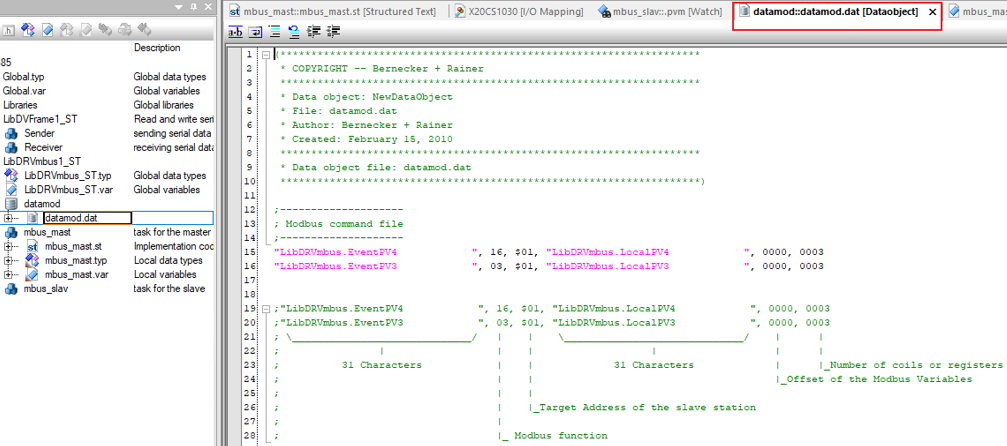 mbus_mast::mbus_mast.st [Structured Text]
X20CS1030 [I/O Mapping]
mbus_slav::.pvm [Watch]
datamod::datamod.dat [Dataobject]
mbus_mas
Description
85
Global.typ Global data types
Global.var Global variables
Libraries Global libraries
LibDVFrame1_ST Read and write seri
Sender sending serial data
Receiver receiving serial data
LibDRVmbus1_ST
LibDRVmbus_ST.typ Global data types
LibDRVmbus_ST.var Global variables
datamod
datamod.dat
mbus_mast task for the master
mbus_mast.st Implementation cod
mbus_mast.typ Local data types
mbus_mast.var Local variables
mbus_slav task for the slave
1 (********************************************************************
2 * COPYRIGHT -- Bernecker + Rainer
3 ********************************************************************
4 * Data object: NewDataObject
5 * File: datamod.dat
6 * Author: Bernecker + Rainer
7 * Created: February 15, 2010
8 ********************************************************************
9 * Data object file: datamod.dat
10 ********************************************************************)
11
12 ;--------------------
13 ; Modbus command file
14 ;--------------------
15 "LibDRVmbus.EventPV4            ", 16, $01, "LibDRVmbus.LocalPV4            ", 0000, 0003
16 "LibDRVmbus.EventPV3            ", 03, $01, "LibDRVmbus.LocalPV3            ", 0000, 0003
17
18
19 ;"LibDRVmbus.EventPV4            ", 16, $01, "LibDRVmbus.LocalPV4            ", 0000, 0003
20 ;"LibDRVmbus.EventPV3            ", 03, $01, "LibDRVmbus.LocalPV3            ", 0000, 0003
21 ; \_____________________________/   |   |    \_____________________________/    |     |
22 ;                |                  |   |                   |                   |     |
23 ;          31 Characters            |   |             31 Characters             |     |_Number of coils or registers
24 ;                                   |   |                                       |_Offset of the Modbus Variables
25 ;                                   |   |
26 ;                                   |   |_Target Address of the slave station
27 ;                                   |
28 ;                                   |_ Modbus function